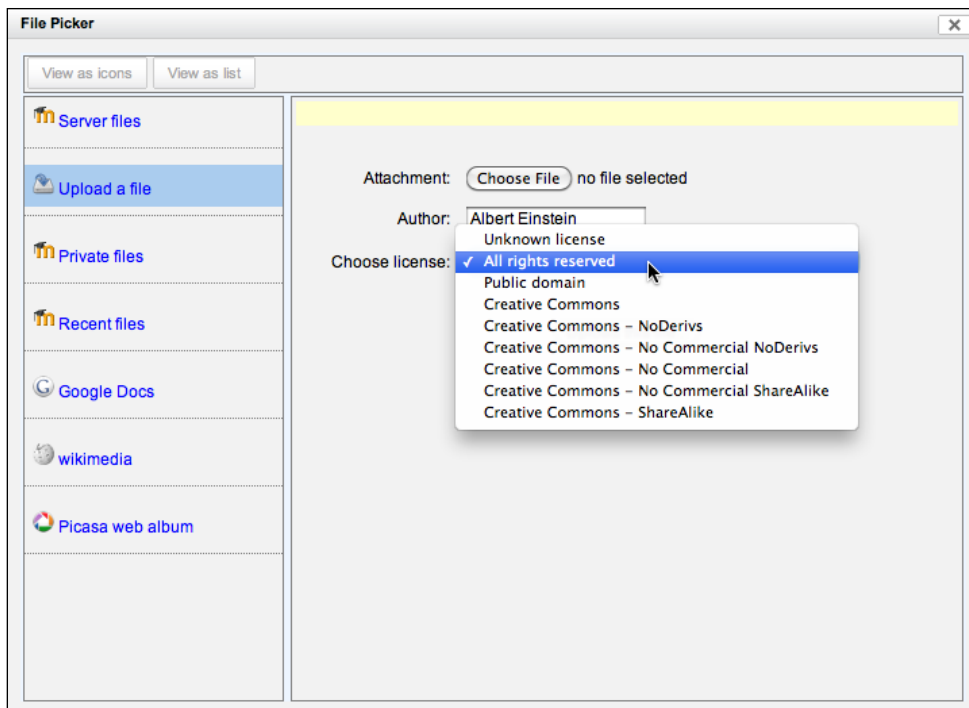 File Picker
View as icons View as list
Server files
Upload a file
Private files
Recent files
Google Docs
wikimedia
Picasa web album
Attachment: Choose File no file selected
Author: Albert Einstein
Choose license:
Unknown license
✓ All rights reserved
Public domain
Creative Commons
Creative Commons – NoDerivs
Creative Commons – No Commercial NoDerivs
Creative Commons – No Commercial
Creative Commons – No Commercial ShareAlike
Creative Commons – ShareAlike